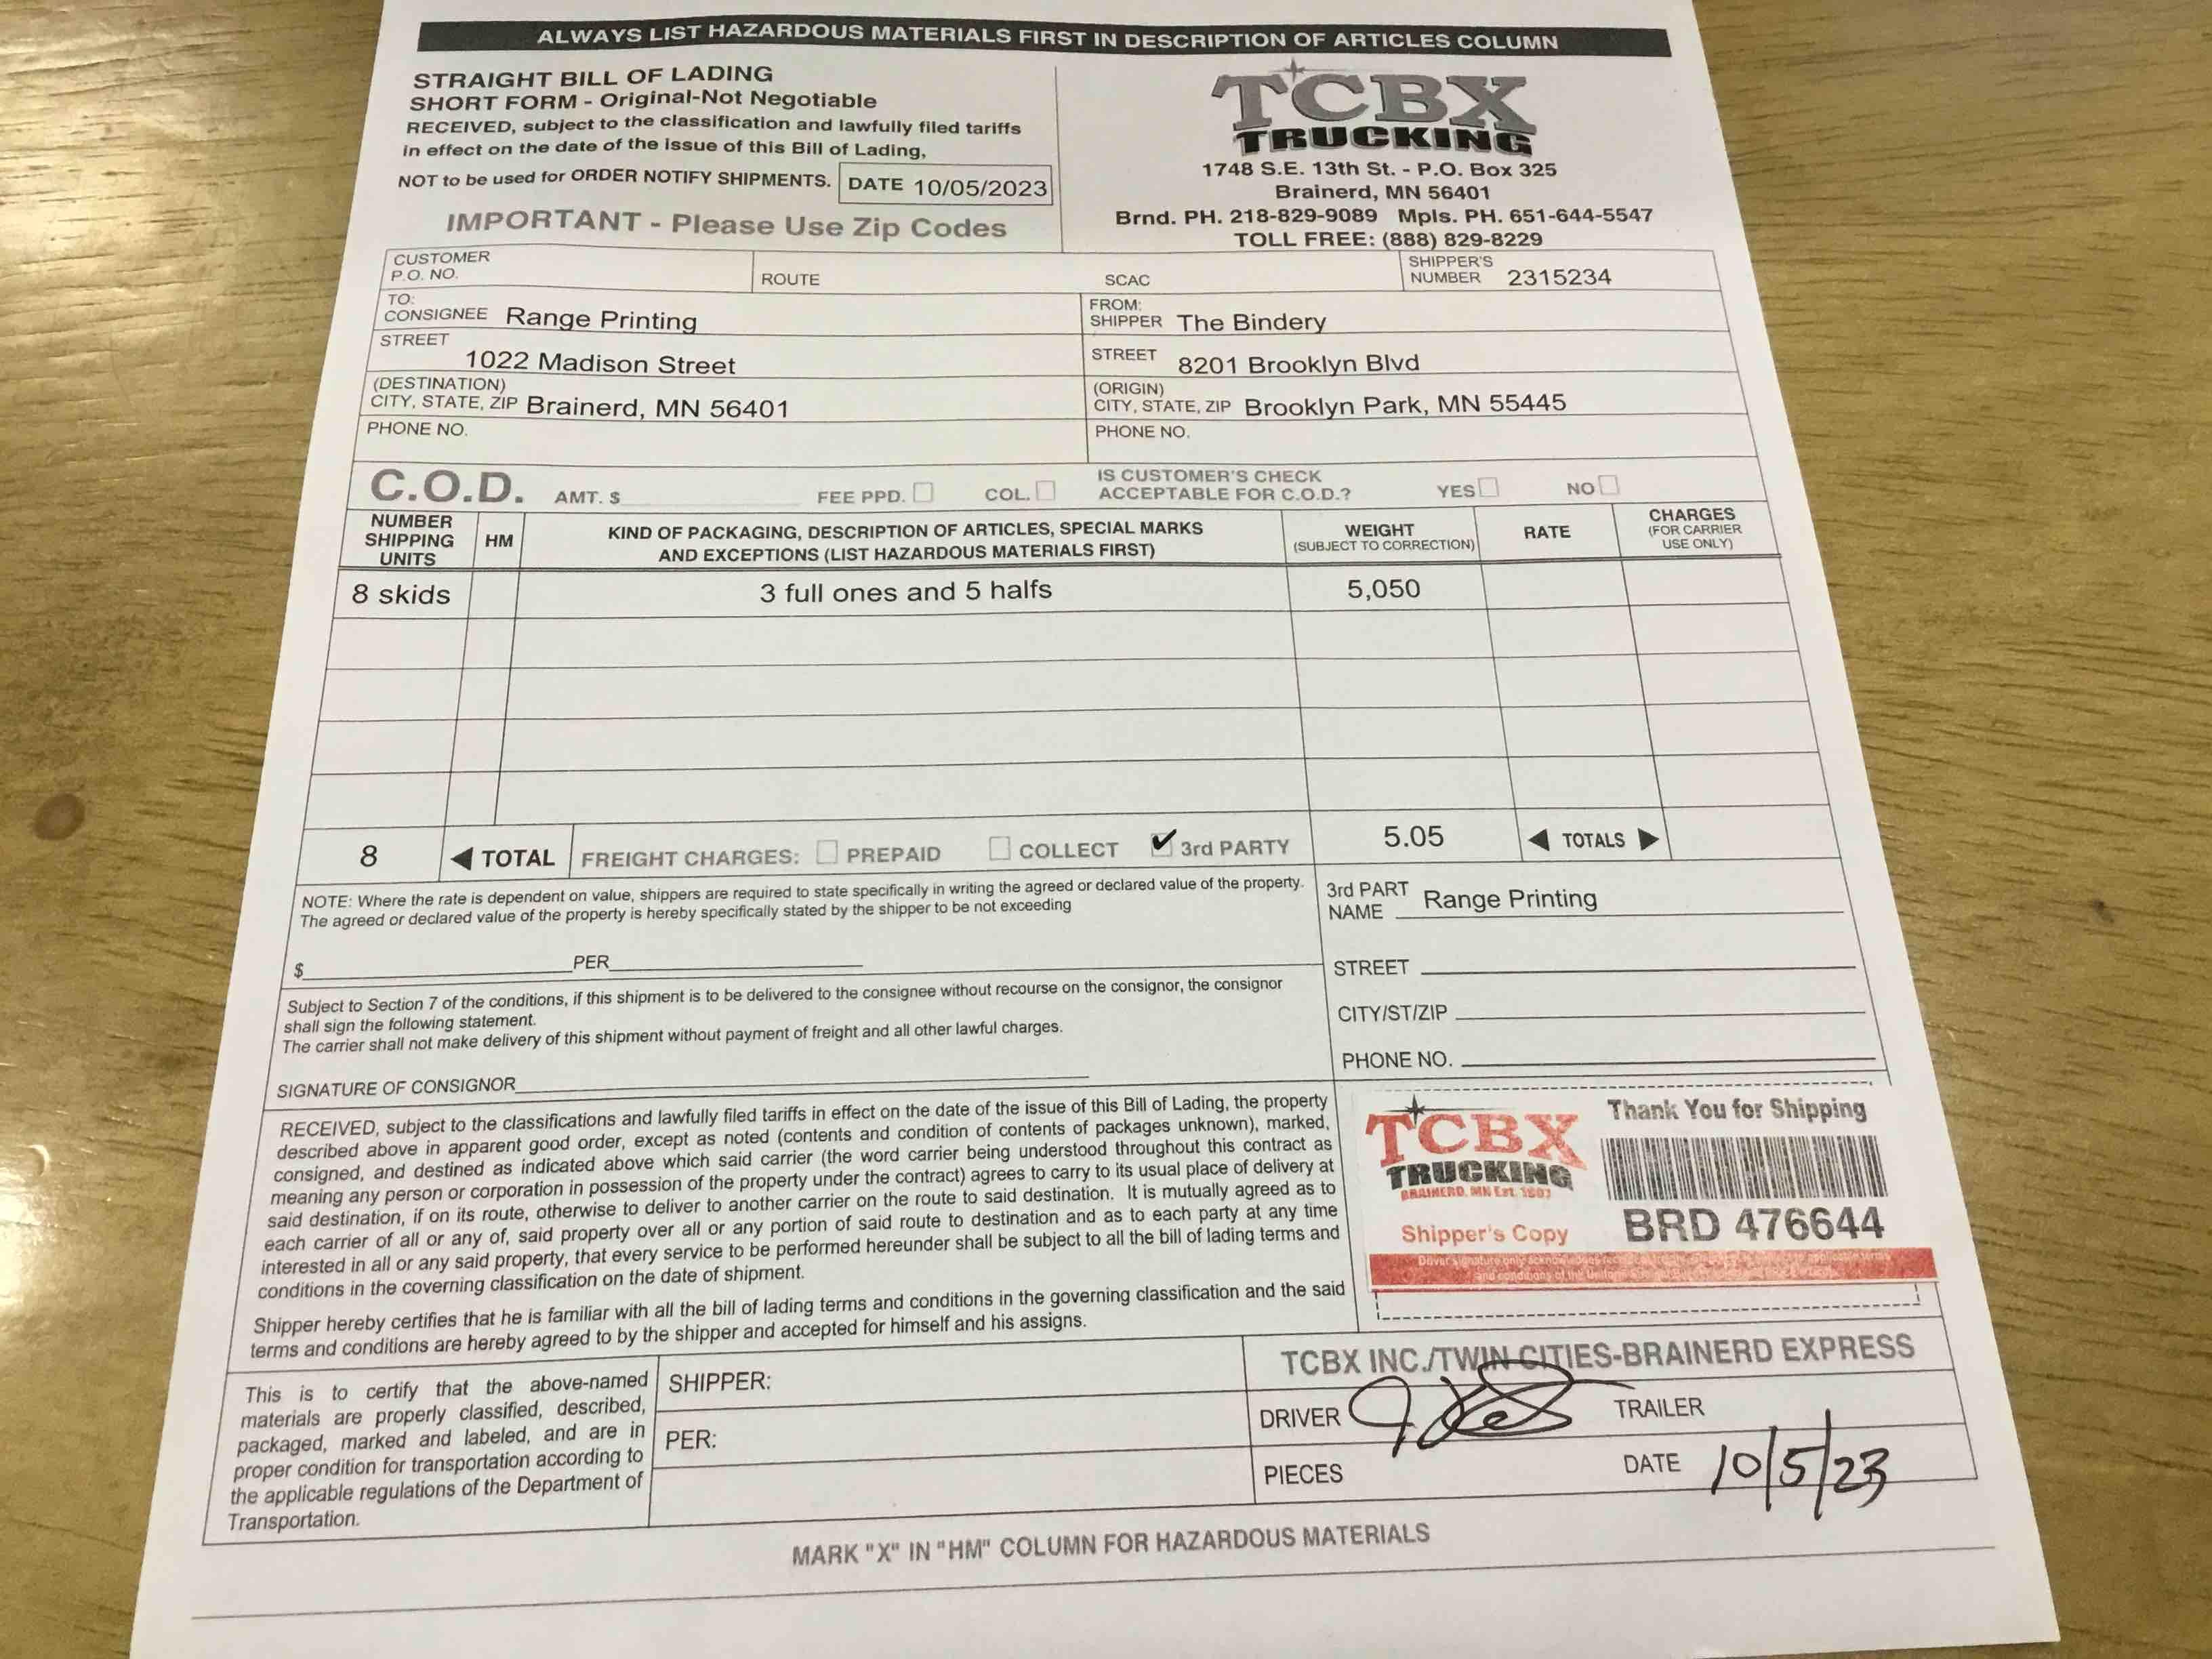 ALWAYS LIST HAZARDOUS MATERIALS FIRST IN DESCRIPTION OF ARTICLES COLUMN
STRAIGHT BILL OF LADING
SHORT FORM - Original-Not Negotiable
RECEIVED, subject to the classification and lawfully filed tariffs
in effect on the date of the issue of this Bill of Lading,
NOT to be used for ORDER NOTIFY SHIPMENTS. DATE 10/05/2023
IMPORTANT - Please Use Zip Codes
TCBX
TRUCKING
1748 S.E. 13th St. - P.O. Box 325
Brainerd, MN 56401
Brnd. PH. 218-829-9089 Mpls. PH. 651-644-5547
TOLL FREE: (888) 829-8229
CUSTOMER
P.O. NO.
ROUTE
SCAC
SHIPPER'S
NUMBER 2315234
TO:
CONSIGNEE Range Printing
FROM:
SHIPPER The Bindery
STREET
1022 Madison Street
STREET 8201 Brooklyn Blvd
(DESTINATION)
CITY, STATE, ZIP Brainerd, MN 56401
(ORIGIN)
CITY, STATE, ZIP Brooklyn Park, MN 55445
PHONE NO.
PHONE NO.
C.O.D. AMT. $ FEE PPD. COL.
IS CUSTOMER'S CHECK
ACCEPTABLE FOR C.O.D.? YES NO
NUMBER
SHIPPING
UNITS
HM
KIND OF PACKAGING, DESCRIPTION OF ARTICLES, SPECIAL MARKS
AND EXCEPTIONS (LIST HAZARDOUS MATERIALS FIRST)
WEIGHT
(SUBJECT TO CORRECTION)
RATE
CHARGES
(FOR CARRIER
USE ONLY)
8 skids 3 full ones and 5 halfs 5,050
8 ◀ TOTAL FREIGHT CHARGES: PREPAID COLLECT ✔ 3rd PARTY 5.05 ◀ TOTALS ▶
NOTE: Where the rate is dependent on value, shippers are required to state specifically in writing the agreed or declared value of the property.
The agreed or declared value of the property is hereby specifically stated by the shipper to be not exceeding
$ PER
3rd PART
NAME Range Printing
STREET
CITY/ST/ZIP
PHONE NO.
Subject to Section 7 of the conditions, if this shipment is to be delivered to the consignee without recourse on the consignor, the consignor
shall sign the following statement.
The carrier shall not make delivery of this shipment without payment of freight and all other lawful charges.
SIGNATURE OF CONSIGNOR
RECEIVED, subject to the classifications and lawfully filed tariffs in effect on the date of the issue of this Bill of Lading, the property
described above in apparent good order, except as noted (contents and condition of contents of packages unknown), marked,
consigned, and destined as indicated above which said carrier (the word carrier being understood throughout this contract as
meaning any person or corporation in possession of the property under the contract) agrees to carry to its usual place of delivery at
said destination, if on its route, otherwise to deliver to another carrier on the route to said destination. It is mutually agreed as to
each carrier of all or any of, said property over all or any portion of said route to destination and as to each party at any time
interested in all or any said property, that every service to be performed hereunder shall be subject to all the bill of lading terms and
conditions in the coverning classification on the date of shipment.
Shipper hereby certifies that he is familiar with all the bill of lading terms and conditions in the governing classification and the said
terms and conditions are hereby agreed to by the shipper and accepted for himself and his assigns.
TCBX
TRUCKING
BRAINERD, MN Est.
Thank You for Shipping
Shipper's Copy
BRD 476644
Driver's signature only
and conditions of the
This is to certify that the above-named
materials are properly classified, described,
packaged, marked and labeled, and are in
proper condition for transportation according to
the applicable regulations of the Department of
Transportation.
SHIPPER:
PER:
TCBX INC./TWIN CITIES-BRAINERD EXPRESS
DRIVER TRAILER
PIECES DATE 10/5/23
MARK "X" IN "HM" COLUMN FOR HAZARDOUS MATERIALS